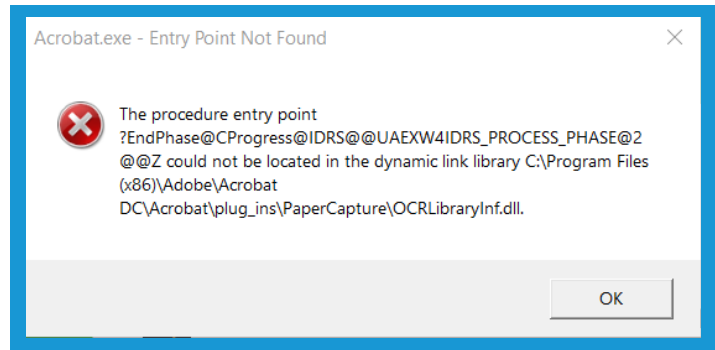 Acrobat.exe - Entry Point Not Found
The procedure entry point
?EndPhase@CProgress@IDRS@@UAEXW4IDRS_PROCESS_PHASE@2
@@Z could not be located in the dynamic link library C:\Program Files
(x86)\Adobe\Acrobat
DC\Acrobat\plug_ins\PaperCapture\OCRLibraryInf.dll.
OK